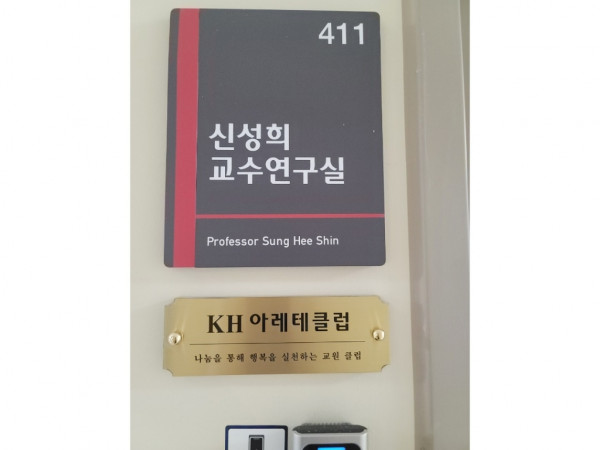 411
신성희
교수연구실
Professor Sung Hee Shin
KH 아레테클럽
나눔을 통해 행복을 실천하는 교원 클럽